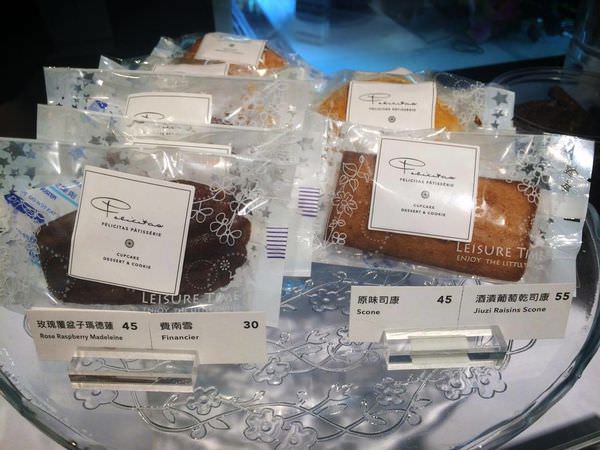 Felicitas
FELICITAS PÂTISSERIE
CUPCAKE
DESSERT & COOKIE
LEISURE TIME
玫瑰覆盆子瑪德蓮 45
Rose Raspberry Madeleine
費南雪 30
Financier
Felicitas
FELICITAS PÂTISSERIE
CUPCAKE
DESSERT & COOKIE
LEISURE TIME
ENJOY THE LITTL
原味司康 45
Scone
酒漬葡萄乾司康 55
Jiuzi Raisins Scone